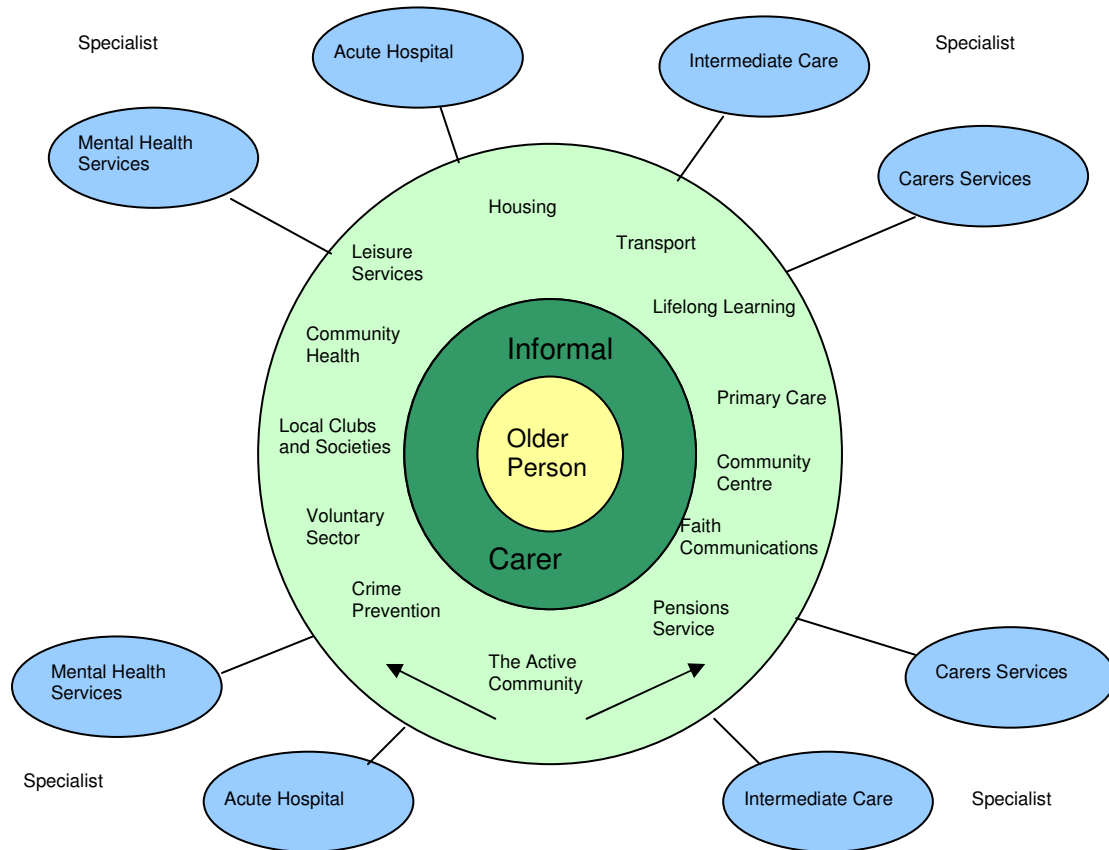 Specialist
Acute Hospital
Intermediate Care
Specialist
Mental Health
Services
Carers Services
Housing
Transport
Leisure
Services
Lifelong Learning
Community
Health
Informal
Primary Care
Local Clubs
and Societies
Older
Person
Community
Centre
Voluntary
Sector
Faith
Communications
Carer
Crime
Prevention
Pensions
Service
The Active
Community
Mental Health
Services
Carers Services
Specialist
Acute Hospital
Intermediate Care
Specialist